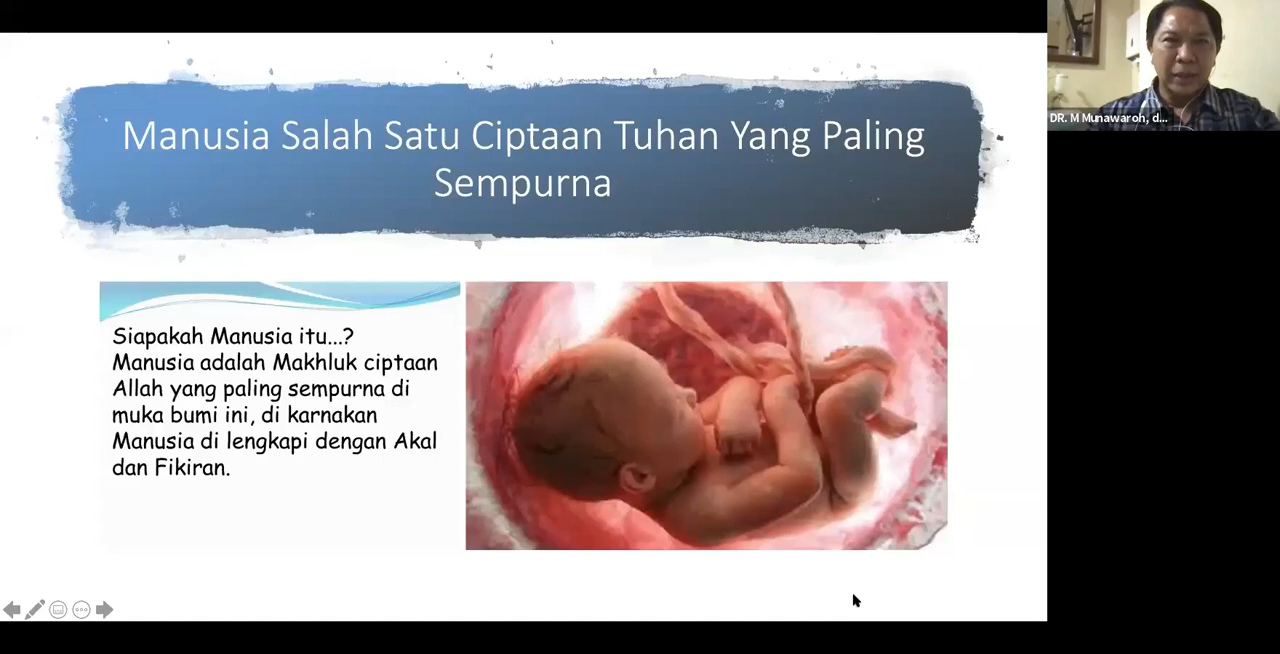 Manusia Salah Satu Ciptaan Tuhan Yang Paling
Sempurna
Siapakah Manusia itu...?
Manusia adalah Makhluk ciptaan
Allah yang paling sempurna di
muka bumi ini, di karnakan
Manusia di lengkapi dengan Akal
dan Fikiran.
DR. M Munawaroh, d...